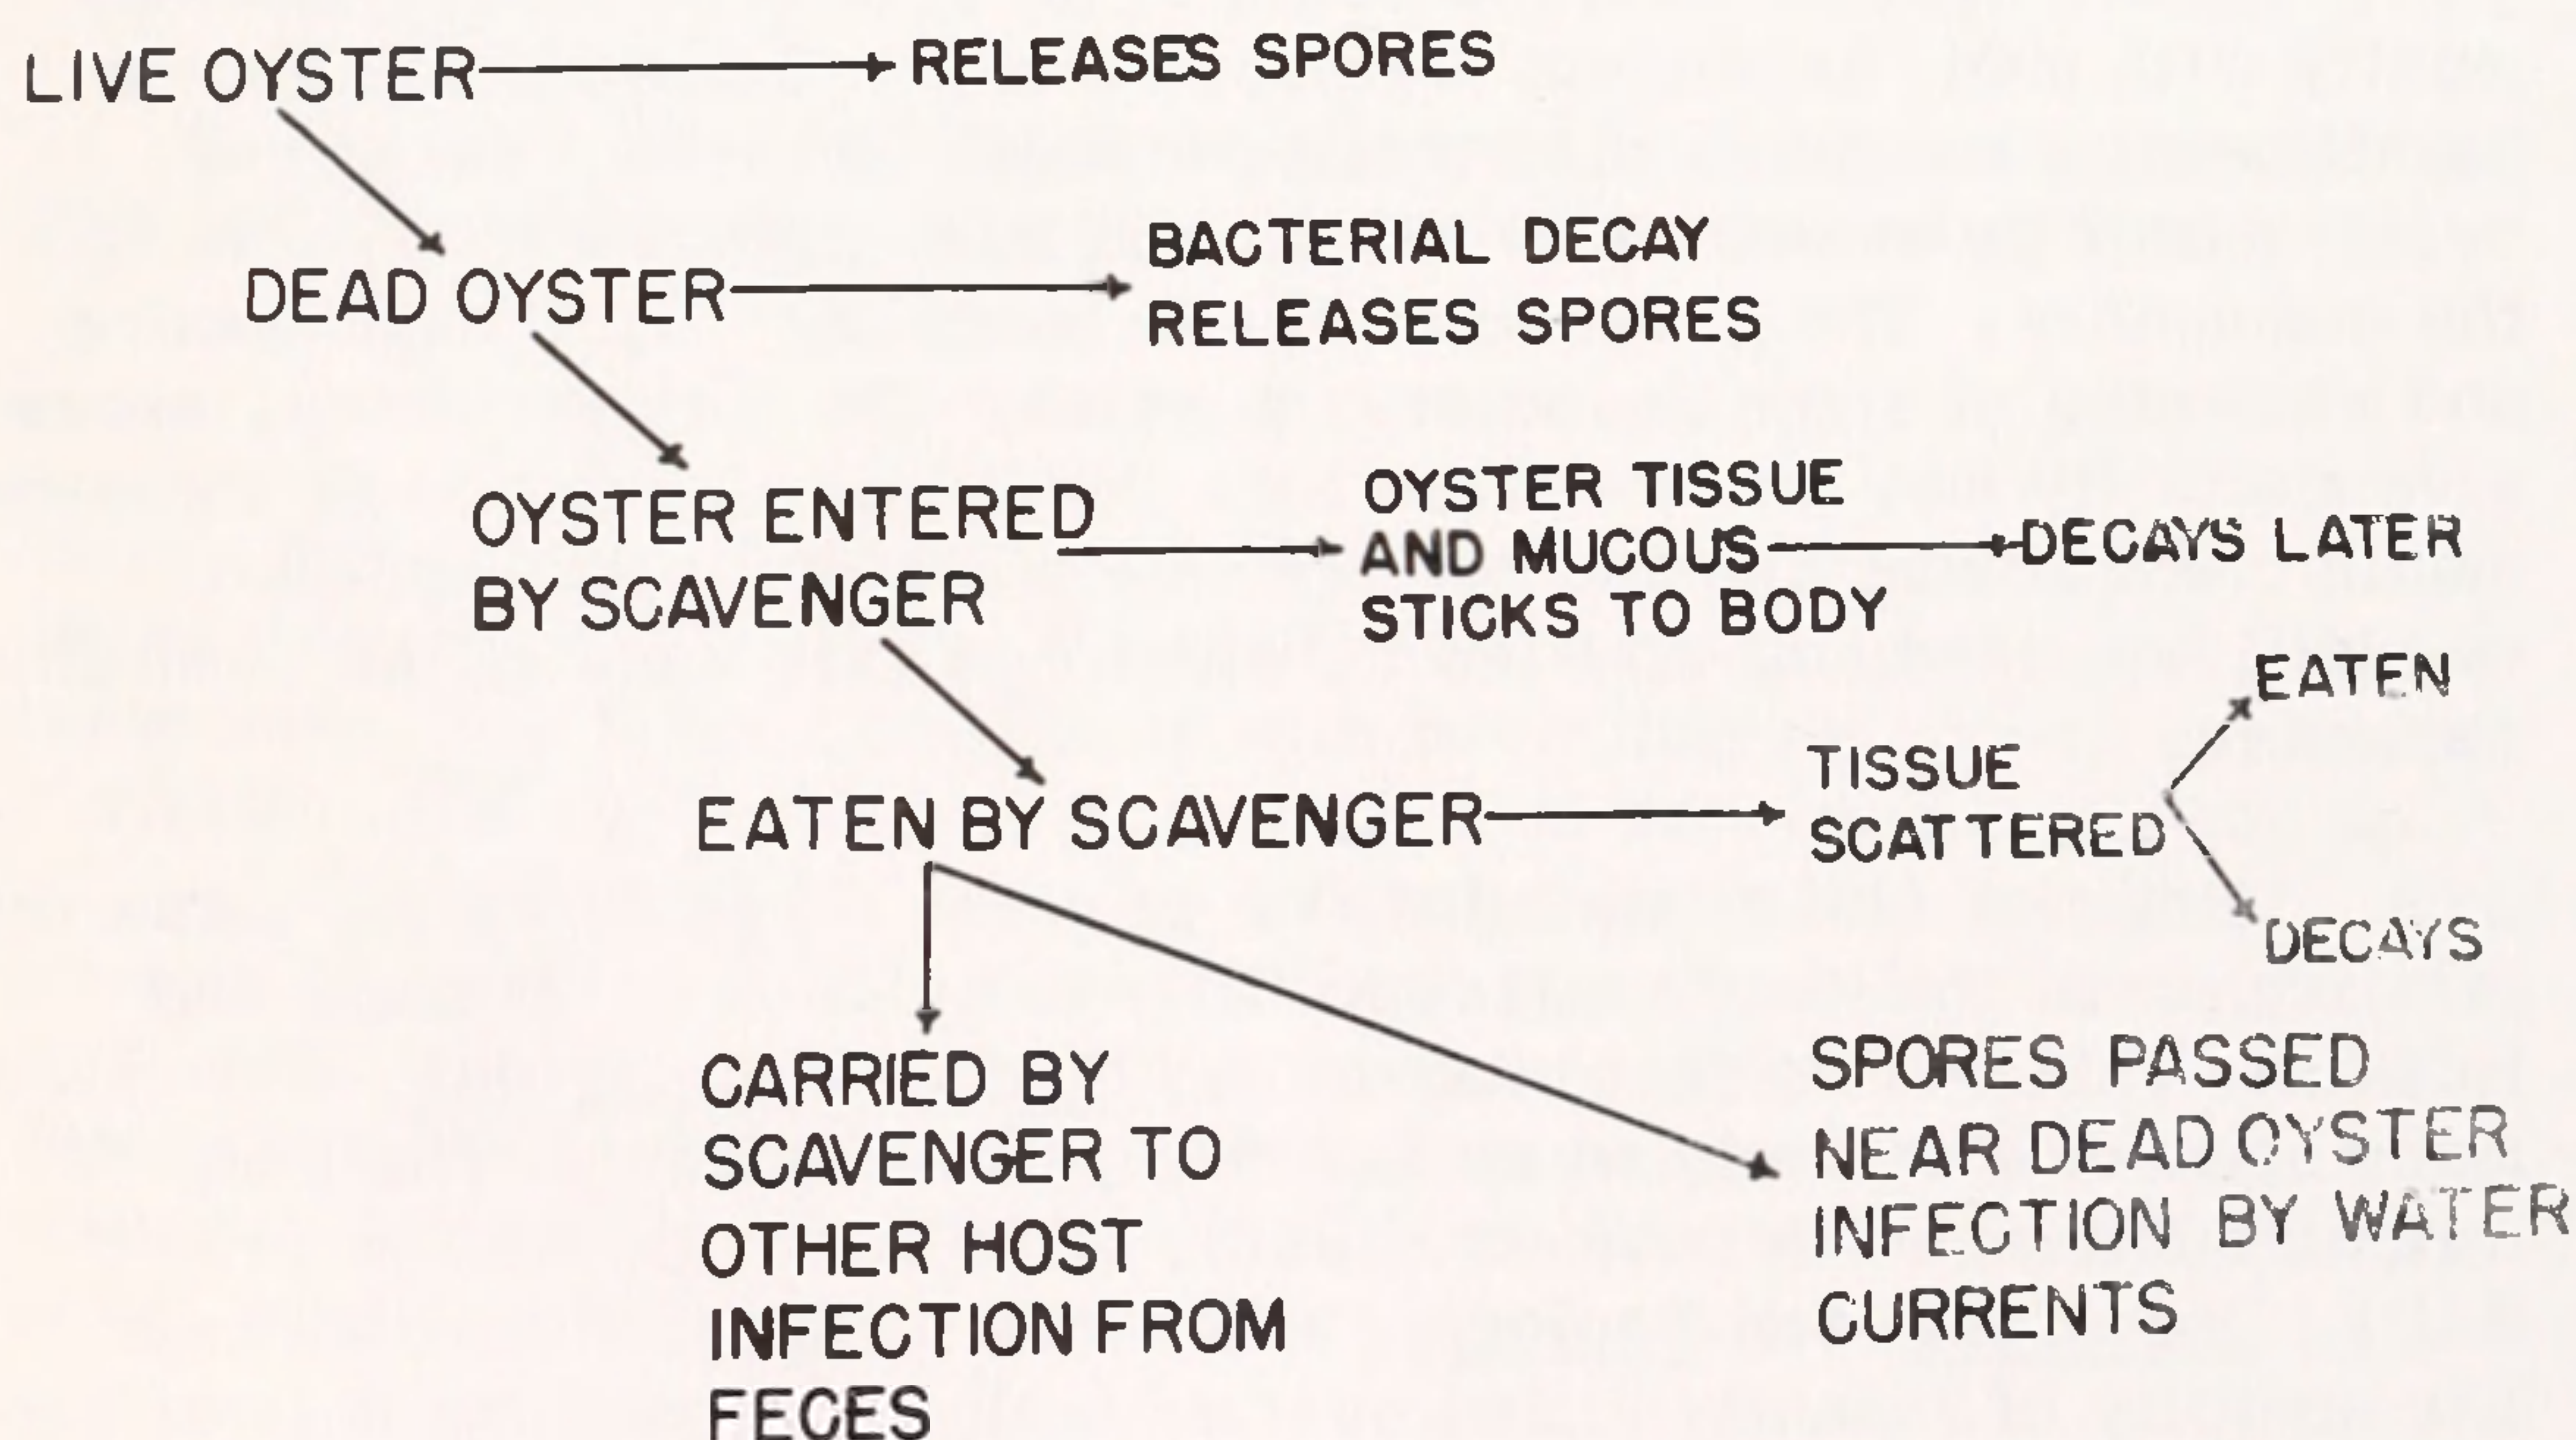 LIVE OYSTER
RELEASES SPORES
DEAD OYSTER
BACTERIAL DECAY
RELEASES SPORES
OYSTER ENTERED
BY SCAVENGER
OYSTER TISSUE
AND MUCOUS
STICKS TO BODY
DECAYS LATER
EATEN BY SCAVENGER
TISSUE
SCATTERED
EATEN
DECAYS
CARRIED BY
SCAVENGER TO
OTHER HOST
INFECTION FROM
FECES
SPORES PASSED
NEAR DEAD OYSTER
INFECTION BY WATER
CURRENTS